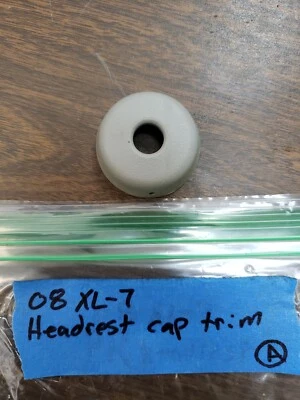 08 XL-7
Headrest cap trim
A